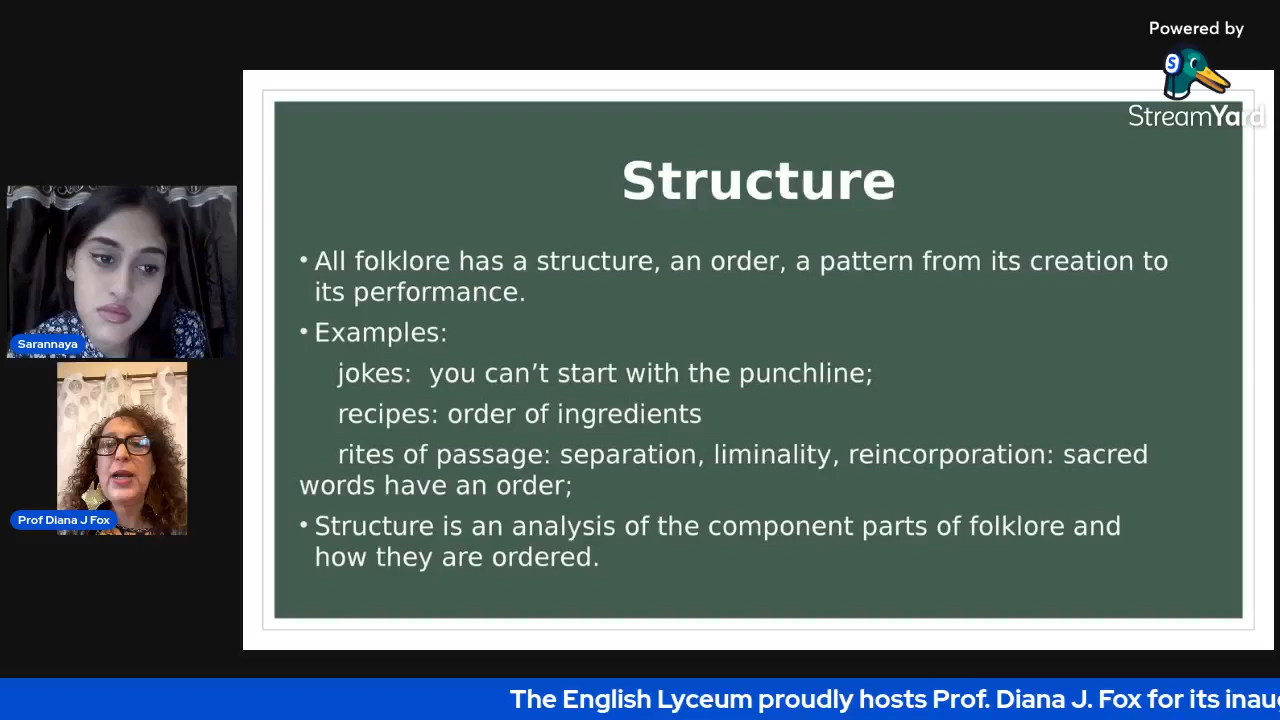 Powered by
StreamYard
Structure
• All folklore has a structure, an order, a pattern from its creation to
its performance.
• Examples:
jokes:  you can’t start with the punchline;
recipes: order of ingredients
rites of passage: separation, liminality, reincorporation: sacred
words have an order;
• Structure is an analysis of the component parts of folklore and
how they are ordered.
Sarannaya
Prof Diana J Fox
The English Lyceum proudly hosts Prof. Diana J. Fox for its